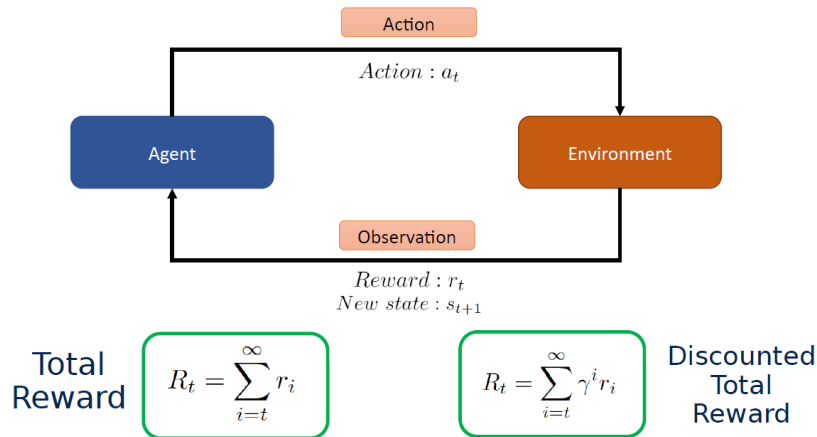 Action
Action : a_t
Agent
Environment
Observation
Reward : r_t
New state : s_{t+1}
Total
Reward
R_t = \sum_{i=t}^{\infty} r_i
R_t = \sum_{i=t}^{\infty} \gamma^i r_i
Discounted
Total
Reward